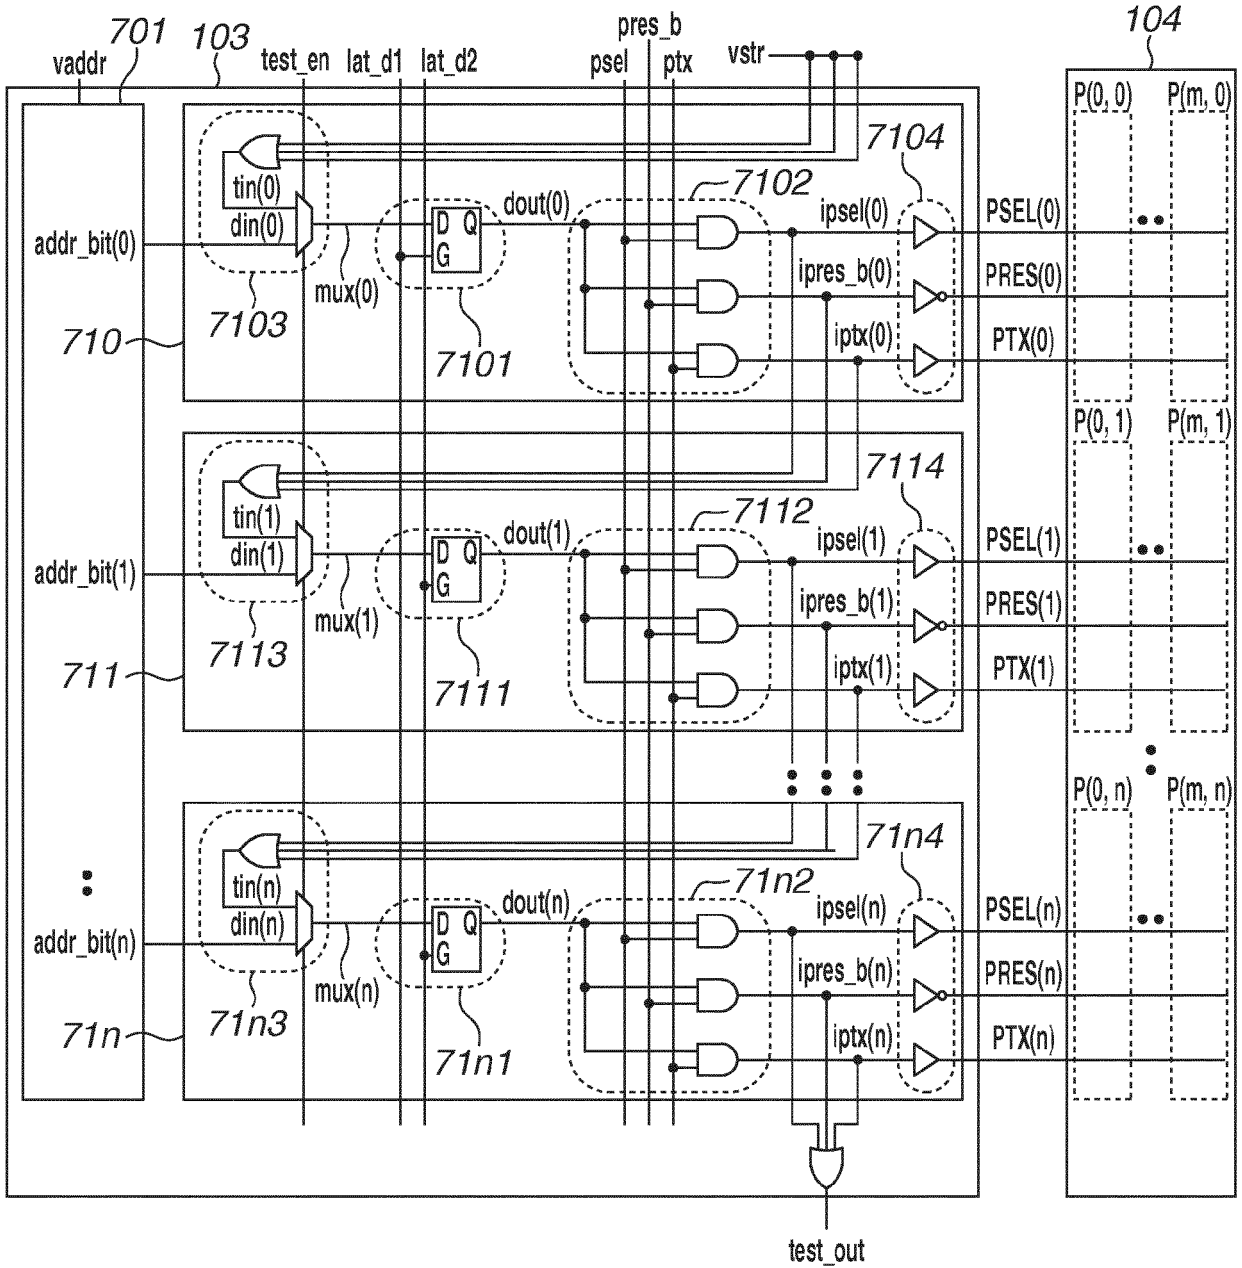 701
103
104
vaddr
test_en
lat_d1
lat_d2
psel
pres_b
ptx
vstr
P(0, 0)
P(m, 0)
7104
7102
tin(0)
din(0)
addr_bit(0)
mux(0)
D Q
G
dout(0)
ipsel(0)
PSEL(0)
ipres_b(0)
PRES(0)
iptx(0)
PTX(0)
7103
7101
710
P(0, 1)
P(m, 1)
7114
7112
tin(1)
din(1)
addr_bit(1)
mux(1)
D Q
G
dout(1)
ipsel(1)
PSEL(1)
ipres_b(1)
PRES(1)
iptx(1)
PTX(1)
7113
7111
711
P(0, n)
P(m, n)
71n4
71n2
tin(n)
din(n)
addr_bit(n)
mux(n)
D Q
G
dout(n)
ipsel(n)
PSEL(n)
ipres_b(n)
PRES(n)
iptx(n)
PTX(n)
71n3
71n1
71n
test_out